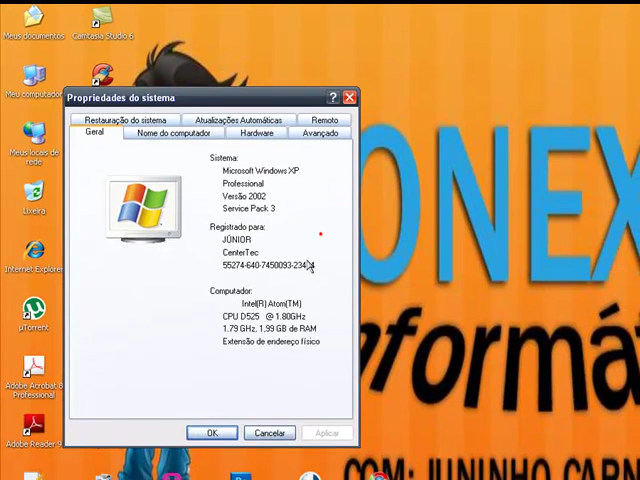 Meus documentos
Camtasia Studio 6
Meu computador
Meus locais de
rede
Lixeira
Internet Explorer
µTorrent
Adobe Acrobat 8
Professional
Adobe Reader 9
Propriedades do sistema
Restauração do sistema
Atualizações Automáticas
Remoto
Geral
Nome do computador
Hardware
Avançado
Sistema:
Microsoft Windows XP
Professional
Versão 2002
Service Pack 3
Registrado para:
JÚNIOR
CenterTec
Computador:
Intel(R) Atom(TM)
CPU D525 @ 1.80GHz
1.79 GHz, 1.99 GB de RAM
Extensão de endereço físico
OK
Cancelar
Aplicar
ONEX
nformá
COM: JUNINHO CARN